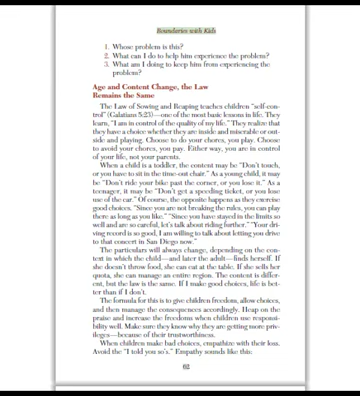 Boundaries with Kids
1. Whose problem is this?
2. What can I do to help him experience the problem?
3. What am I doing to keep him from experiencing the
problem?
Age and Content Change, the Law
Remains the Same
The Law of Sowing and Reaping teaches children "self-con-
trol" (Galatians 5:23)—one of the most basic lessons in life. They
learn, "I am in control of the quality of my life." They realize that
they have a choice whether they are inside and miserable or out-
side and playing. Choose to do your chores, you play. Choose
to avoid your chores, you pay. Either way, you are in control
of your life, not your parents.
When a child is a toddler, the content may be "Don't touch,
or you have to sit in the time-out chair." As a young child, it may
be "Don't ride your bike past the corner, or you lose it." As a
teenager, it may be "Don't get a speeding ticket, or you lose
use of the car." Of course, the opposite happens as they exercise
good choices. "Since you are not breaking the rules, you can play
there as long as you like." "Since you have stayed in the limits so
well and are so careful, let's talk about riding further." "Your dri-
ving record is so good, I am willing to talk about letting you drive
to that concert in San Diego now."
The particulars will always change, depending on the con-
text in which the child—and later the adult—finds herself. If
she doesn't throw food, she can eat at the table. If she sells her
quota, she can manage an entire region. The content is differ-
ent, but the law is the same. If I make good choices, life is bet-
ter than if I don't.
The formula for this is to give children freedom, allow choices,
and then manage the consequences accordingly. Heap on the
praise and increase the freedoms when children use responsi-
bility well. Make sure they know why they are getting more priv-
ileges—because of their trustworthiness.
When children make bad choices, empathize with their loss.
Avoid the "I told you so's." Empathy sounds like this:
62